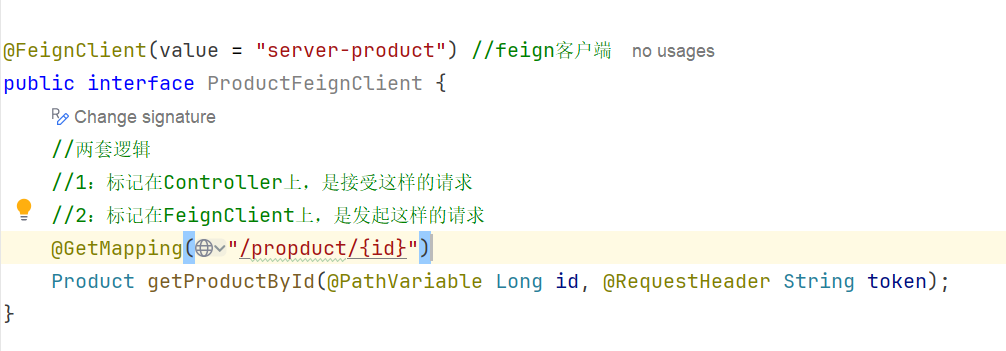 @FeignClient(value = "server-product") //feign客户端 no usages
public interface ProductFeignClient {
Change signature
//两套逻辑
//1：标记在Controller上，是接受这样的请求
//2：标记在FeignClient上，是发起这样的请求
@GetMapping("/propduct/{id}")
Product getProductById(@PathVariable Long id, @RequestHeader String token);
}